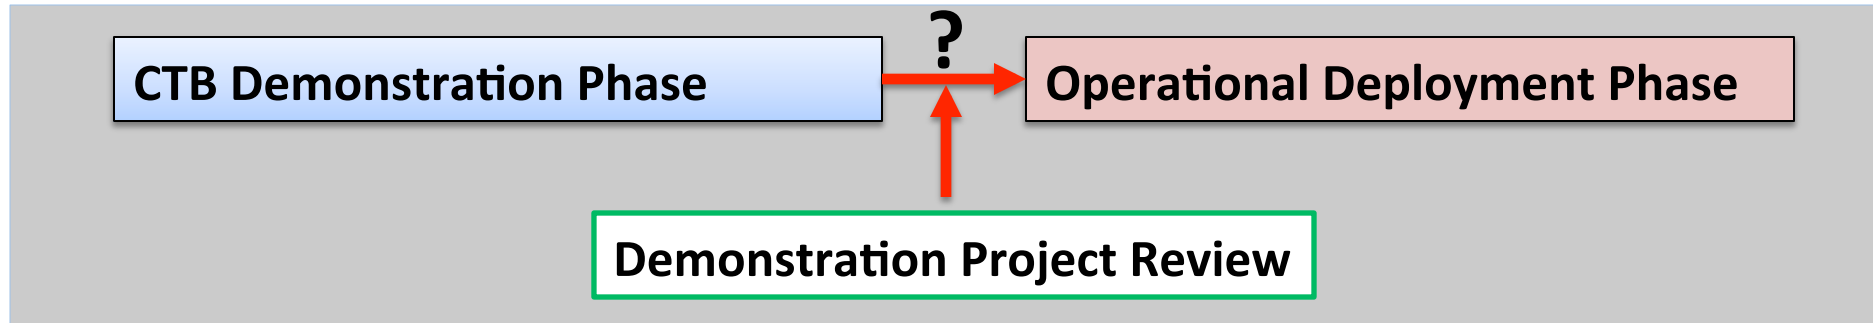 ?
CTB Demonstration Phase
Operational Deployment Phase
Demonstration Project Review